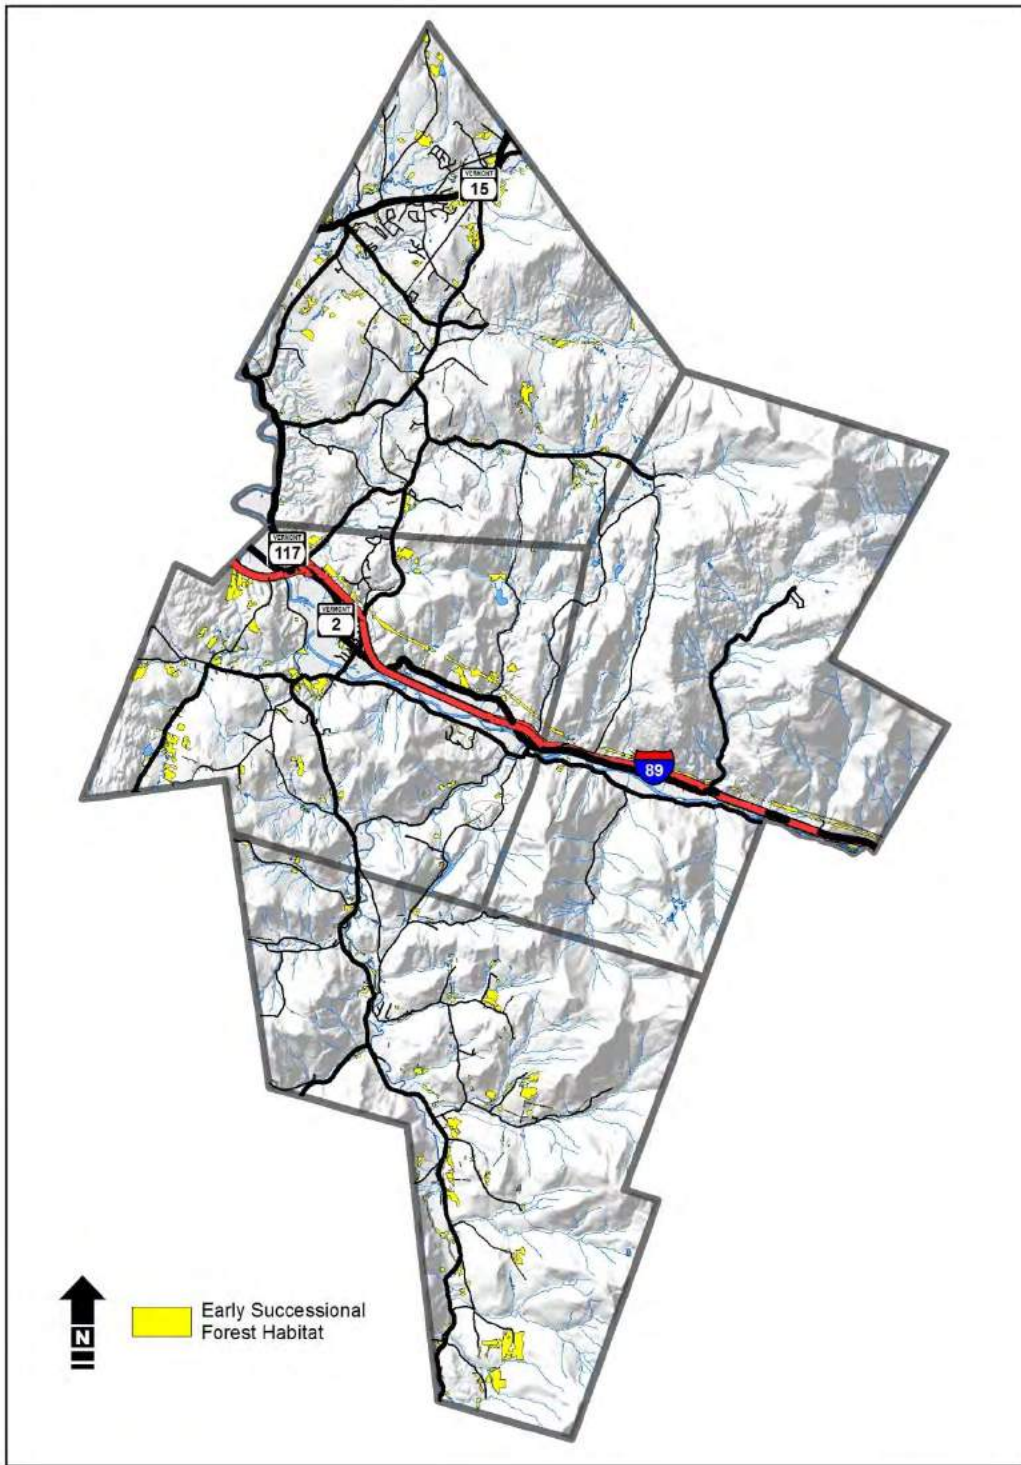 VERMONT
15
VERMONT
117
VERMONT
2
89
N
Early Successional
Forest Habitat